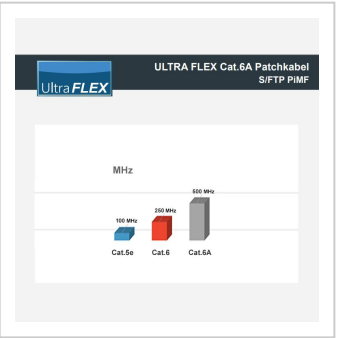 ULTRA FLEX Cat.6A Patchkabel
S/FTP PiMF
Ultra FLEX
MHz
500 MHz
250 MHz
100 MHz
Cat.5e Cat.6 Cat.6A